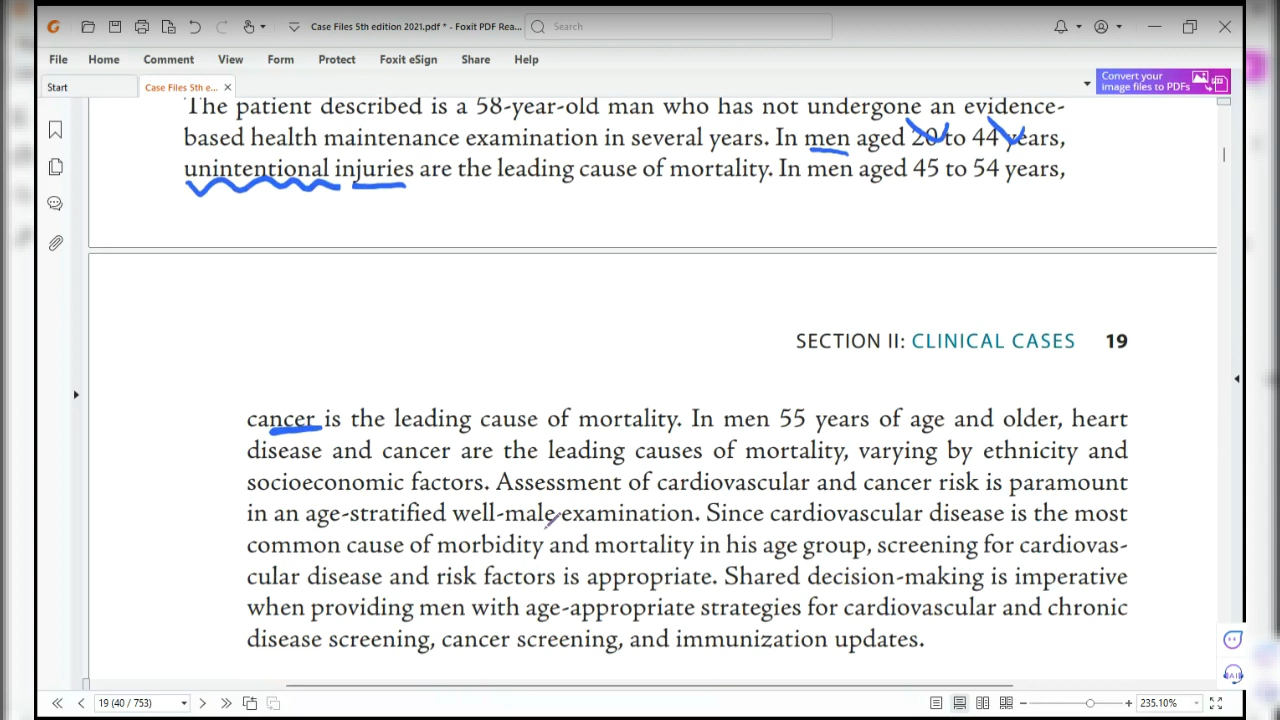 Case Files 5th edition 2021.pdf * - Foxit PDF Rea...
Search
File Home Comment View Form Protect Foxit eSign Share Help
Start
Case Files 5th e...
Convert your
image files to PDFs
The patient described is a 58-year-old man who has not undergone an evidence-
based health maintenance examination in several years. In men aged 20 to 44 years,
unintentional injuries are the leading cause of mortality. In men aged 45 to 54 years,
SECTION II: CLINICAL CASES 19
cancer is the leading cause of mortality. In men 55 years of age and older, heart
disease and cancer are the leading causes of mortality, varying by ethnicity and
socioeconomic factors. Assessment of cardiovascular and cancer risk is paramount
in an age-stratified well-male examination. Since cardiovascular disease is the most
common cause of morbidity and mortality in his age group, screening for cardiovas-
cular disease and risk factors is appropriate. Shared decision-making is imperative
when providing men with age-appropriate strategies for cardiovascular and chronic
disease screening, cancer screening, and immunization updates.
19 (40 / 753)
235.10%